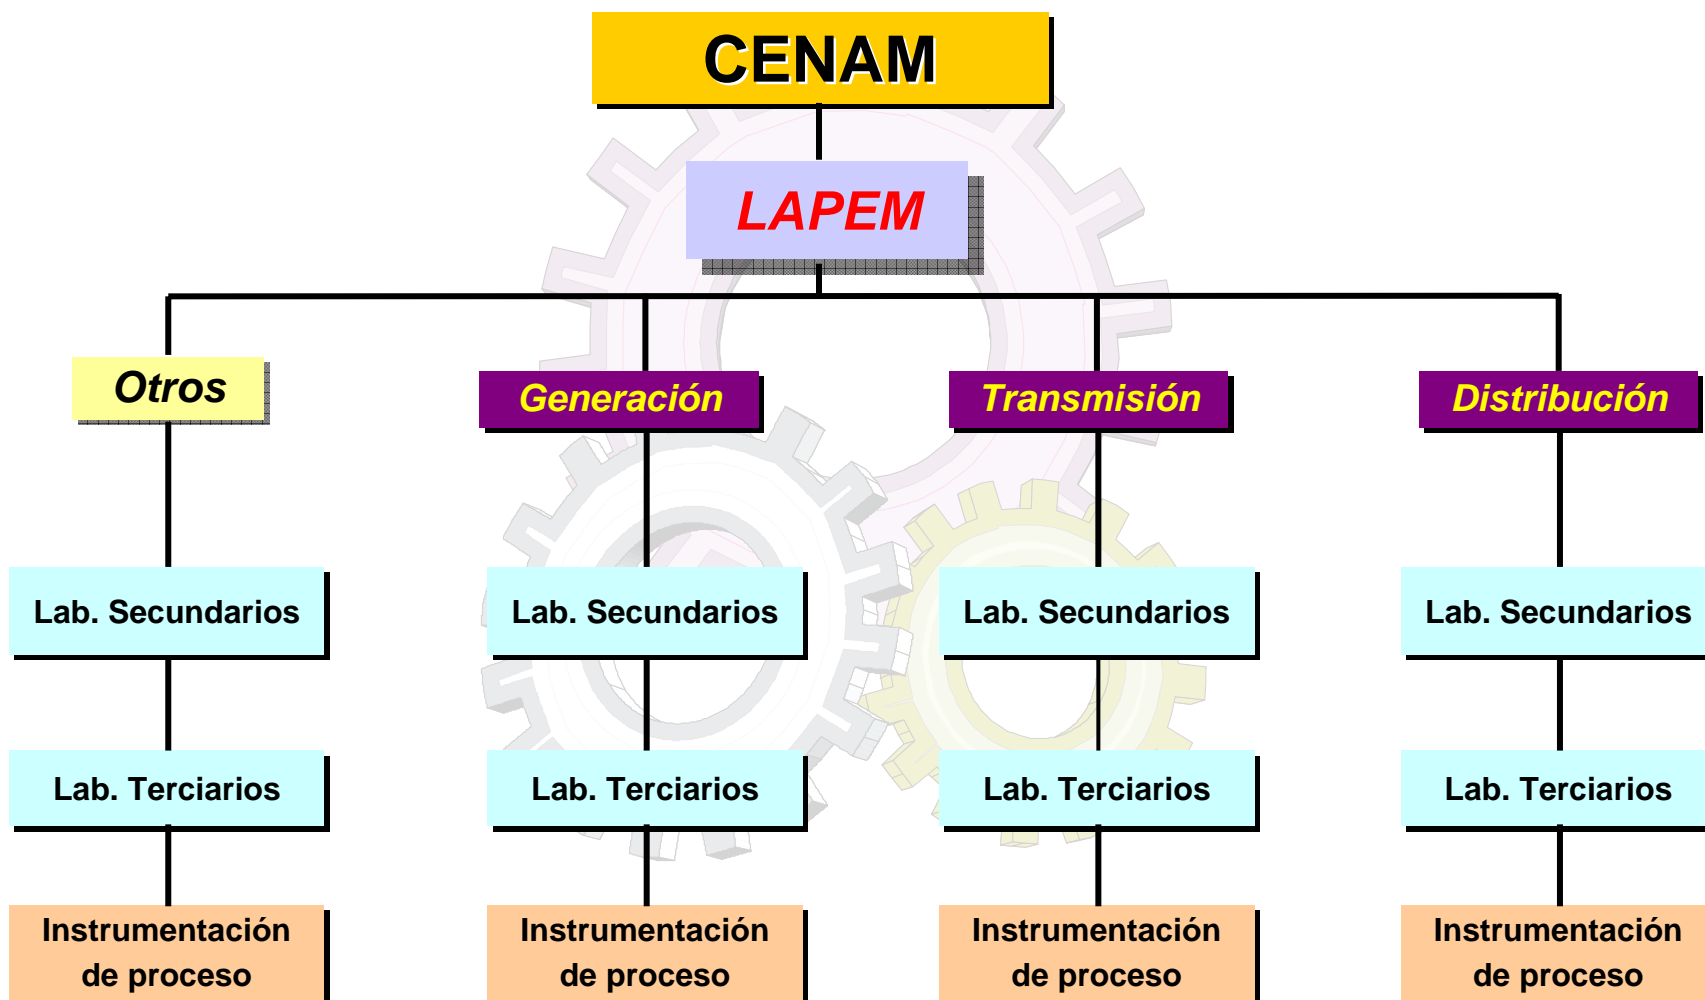 CENAM
LAPEM
Otros
Generación
Transmisión
Distribución
Lab. Secundarios
Lab. Secundarios
Lab. Secundarios
Lab. Secundarios
Lab. Terciarios
Lab. Terciarios
Lab. Terciarios
Lab. Terciarios
Instrumentación
de proceso
Instrumentación
de proceso
Instrumentación
de proceso
Instrumentación
de proceso